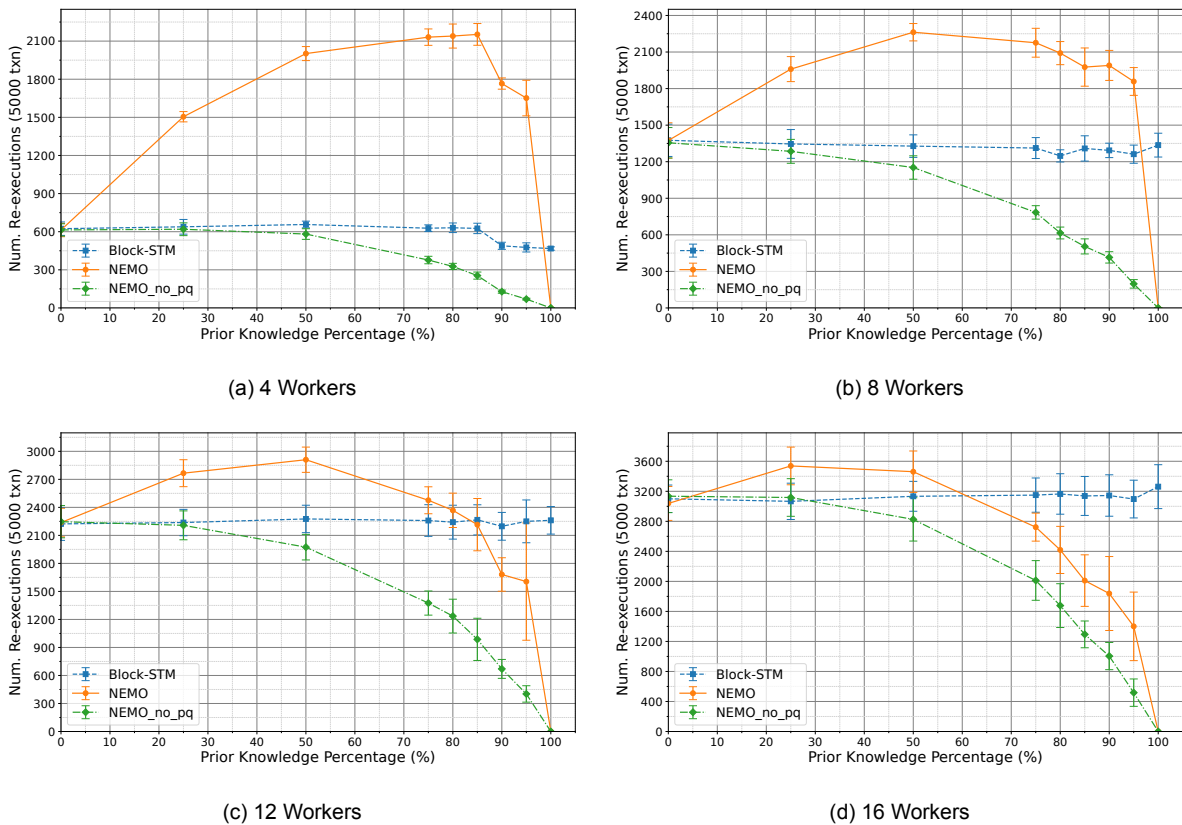 Num. Re-executions (5000 txn)
2100
1800
1500
1200
900
600
300
0
Block-STM
NEMO
NEMO_no_pq
0 10 20 30 40 50 60 70 80 90 100
Prior Knowledge Percentage (%)
(a) 4 Workers
Num. Re-executions (5000 txn)
2400
2100
1800
1500
1200
900
600
300
0
Block-STM
NEMO
NEMO_no_pq
0 10 20 30 40 50 60 70 80 90 100
Prior Knowledge Percentage (%)
(b) 8 Workers
Num. Re-executions (5000 txn)
3000
2700
2400
2100
1800
1500
1200
900
600
300
0
Block-STM
NEMO
NEMO_no_pq
0 10 20 30 40 50 60 70 80 90 100
Prior Knowledge Percentage (%)
(c) 12 Workers
Num. Re-executions (5000 txn)
3600
3200
2800
2400
2000
1600
1200
800
400
0
Block-STM
NEMO
NEMO_no_pq
0 10 20 30 40 50 60 70 80 90 100
Prior Knowledge Percentage (%)
(d) 16 Workers